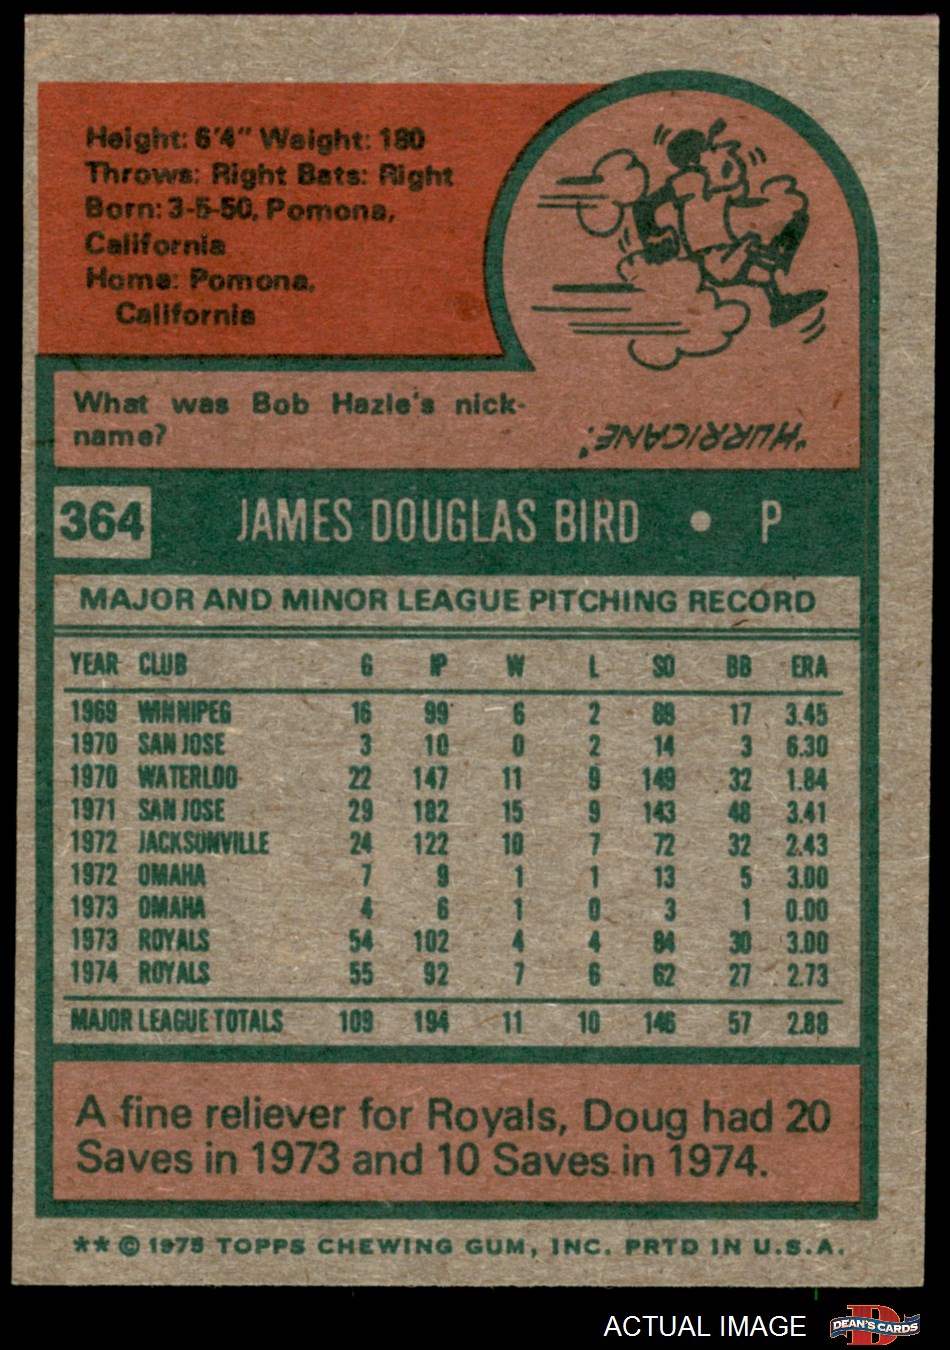 Height: 6'4" Weight: 180
Throws: Right Bats: Right
Born: 3-5-50, Pomona,
California
Home: Pomona,
California
What was Bob Hazle's nick-
name?
"HURRICANE."
364 JAMES DOUGLAS BIRD • P
MAJOR AND MINOR LEAGUE PITCHING RECORD
YEAR CLUB G IP W L SO BB ERA
1969 WINNIPEG 16 99 6 2 89 17 3.45
1970 SAN JOSE 3 10 0 2 14 3 6.30
1970 WATERLOO 22 147 11 9 149 32 1.84
1971 SAN JOSE 29 182 15 9 143 48 3.41
1972 JACKSONVILLE 24 122 10 7 72 32 2.43
1972 OMAHA 7 9 1 1 13 5 3.00
1973 OMAHA 4 6 1 0 3 1 0.00
1973 ROYALS 54 102 4 4 84 30 3.00
1974 ROYALS 55 92 7 6 62 27 2.73
MAJOR LEAGUE TOTALS 109 194 11 10 146 57 2.88
A fine reliever for Royals, Doug had 20
Saves in 1973 and 10 Saves in 1974.
** © 1975 TOPPS CHEWING GUM, INC. PRTD IN U.S.A.
ACTUAL IMAGE
D
DEAN'S CARDS